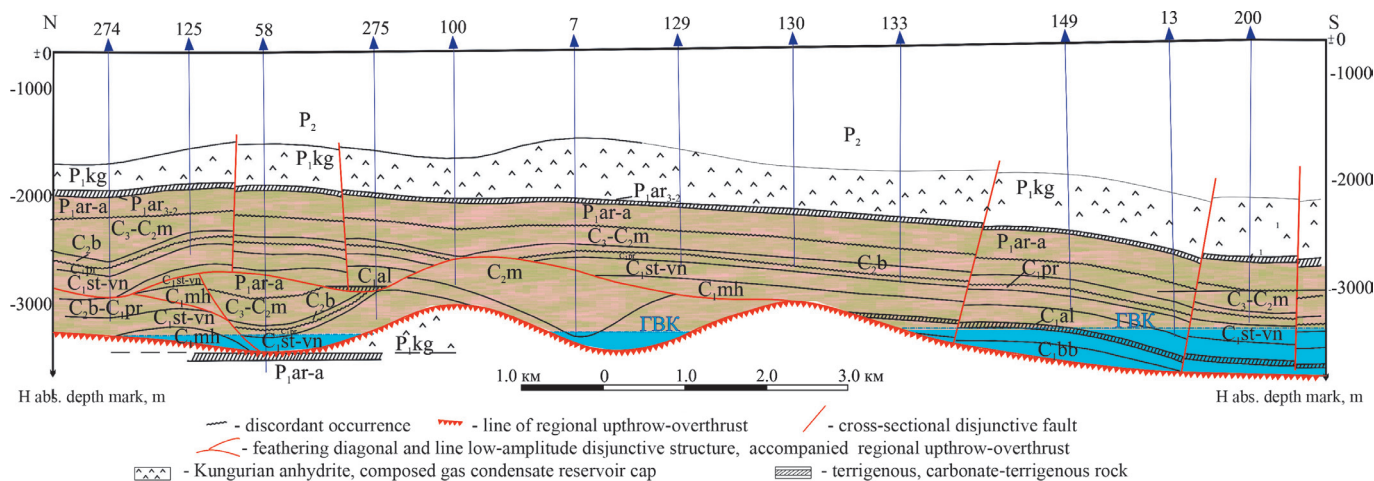 N S
274 125 58 275 100 7 129 130 133 149 13 200
±0 ±0
-1000 -1000
P₂ P₂
P₁kg P₁kg P₁kg
-2000 -2000
P₁ar₃₋₂ P₁ar₃₋₂
P₁ar-a P₁ar-a P₁ar-a
C₃-C₂m C₃-C₂m
C₂b C₂m C₂b
C₁pr C₁st-vn C₁pr
C₁st-vn C₁st-vn P₁ar-a C₁al C₁mh
C₁mh C₃-C₂m C₂b C₃-C₂m
-3000 -3000
C₂b-C₁pr C₁al
C₁st-vn ГВК ГВК C₁st-vn
C₁mh C₁st-vn P₁kg C₁bb
P₁ar-a
1.0 км 0 1.0 2.0 3.0 км
H abs. depth mark, m H abs. depth mark, m
- discordant occurrence - line of regional upthrow-overthrust - cross-sectional disjunctive fault
- feathering diagonal and line low-amplitude disjunctive structure, accompanied regional upthrow-overthrust
- Kungurian anhydrite, composed gas condensate reservoir cap - terrigenous, carbonate-terrigenous rock